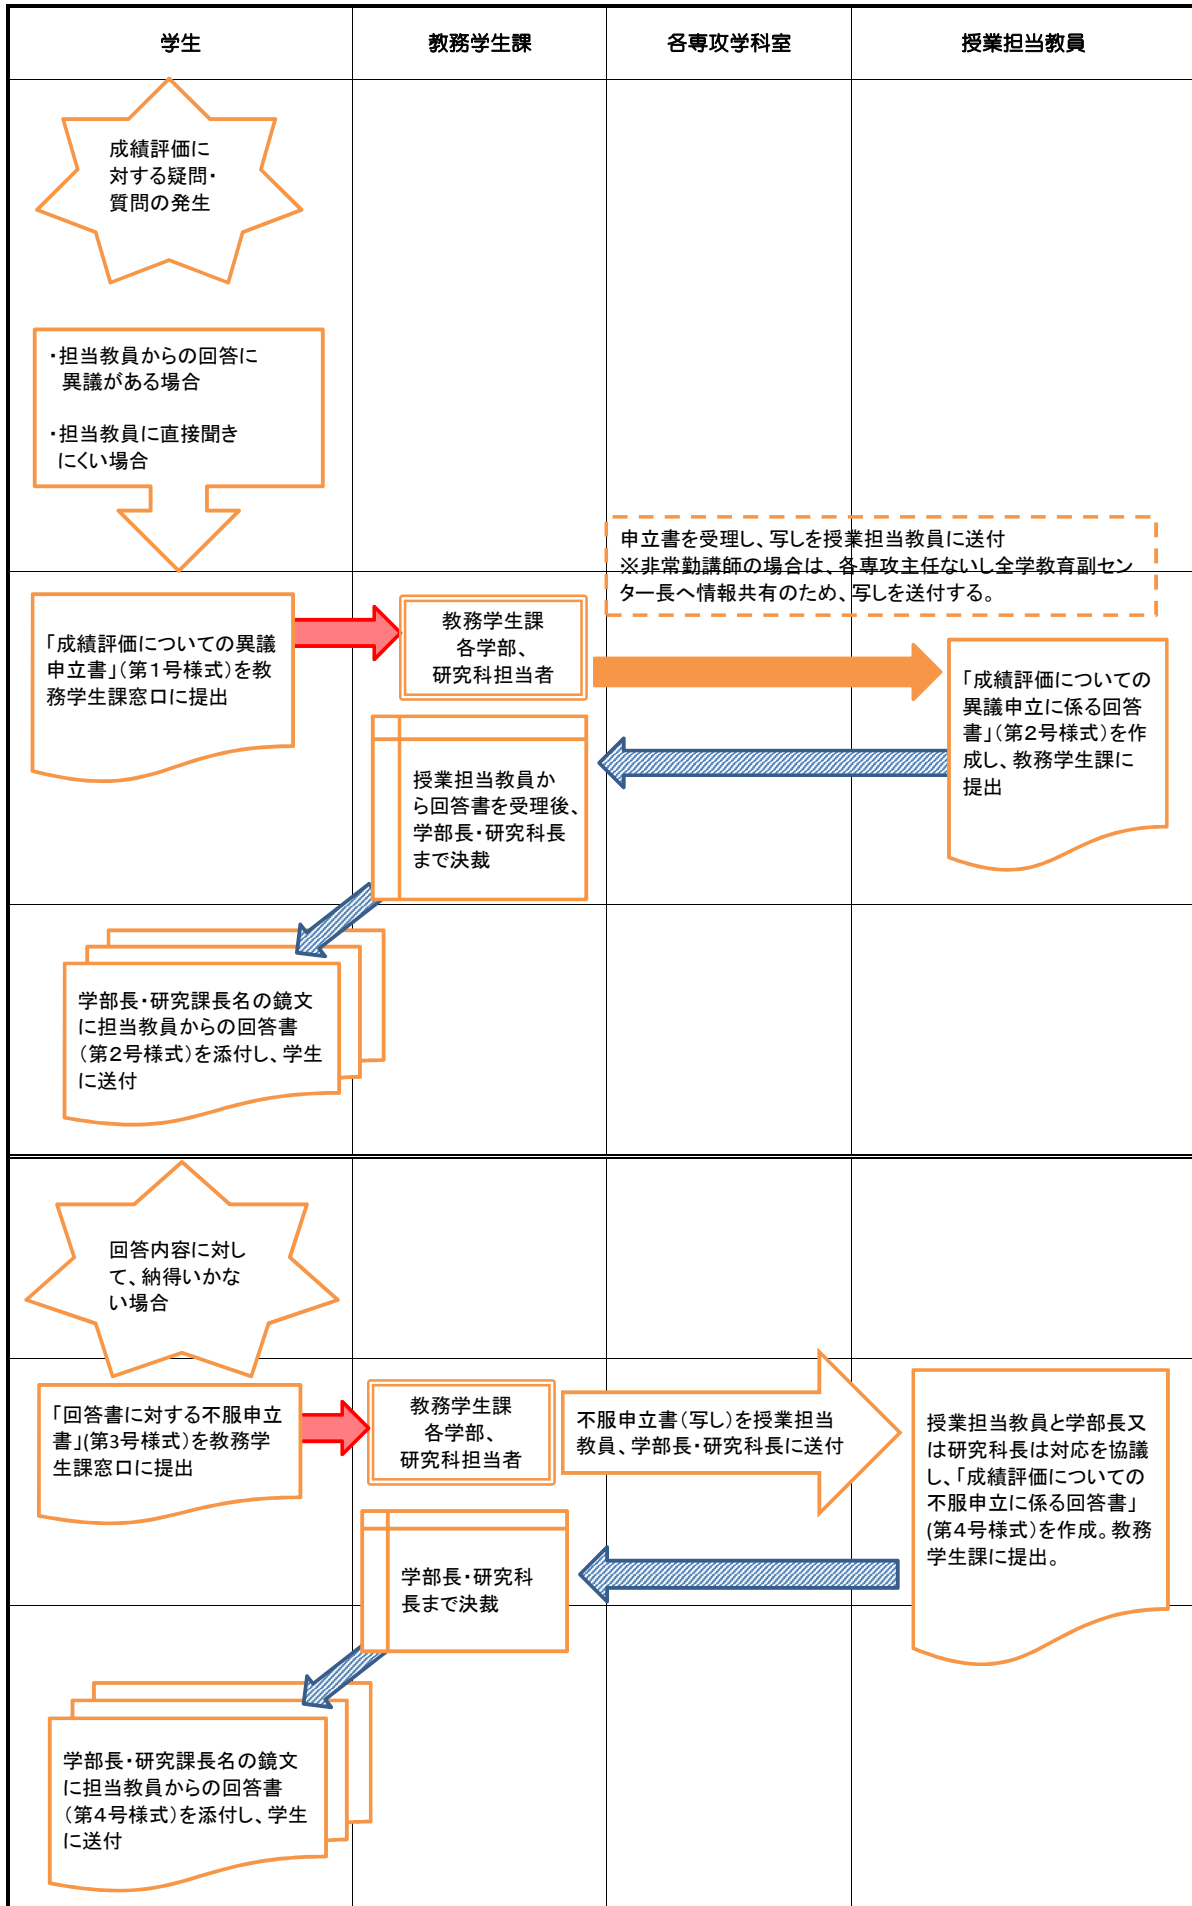 学生
教務学生課
各専攻学科室
授業担当教員
成績評価に
対する疑問・
質問の発生
・担当教員からの回答に
異議がある場合
・担当教員に直接聞き
にくい場合
申立書を受理し、写しを授業担当教員に送付
※非常勤講師の場合は、各専攻主任ないし全学教育副セン
ター長へ情報共有のため、写しを送付する。
「成績評価についての異議
申立書」（第１号様式）を教
務学生課窓口に提出
教務学生課
各学部、
研究科担当者
「成績評価についての
異議申立に係る回答
書」（第２号様式）を作
成し、教務学生課に
提出
授業担当教員か
ら回答書を受理後、
学部長・研究科長
まで決裁
学部長・研究課長名の鏡文
に担当教員からの回答書
（第２号様式）を添付し、学生
に送付
回答内容に対し
て、納得いかな
い場合
「回答書に対する不服申立
書」(第3号様式）を教務学
生課窓口に提出
教務学生課
各学部、
研究科担当者
不服申立書（写し）を授業担当
教員、学部長・研究科長に送付
授業担当教員と学部長又
は研究科長は対応を協議
し、「成績評価についての
不服申立に係る回答書」
(第４号様式）を作成。教務
学生課に提出。
学部長・研究科
長まで決裁
学部長・研究課長名の鏡文
に担当教員からの回答書
（第４号様式）を添付し、学生
に送付